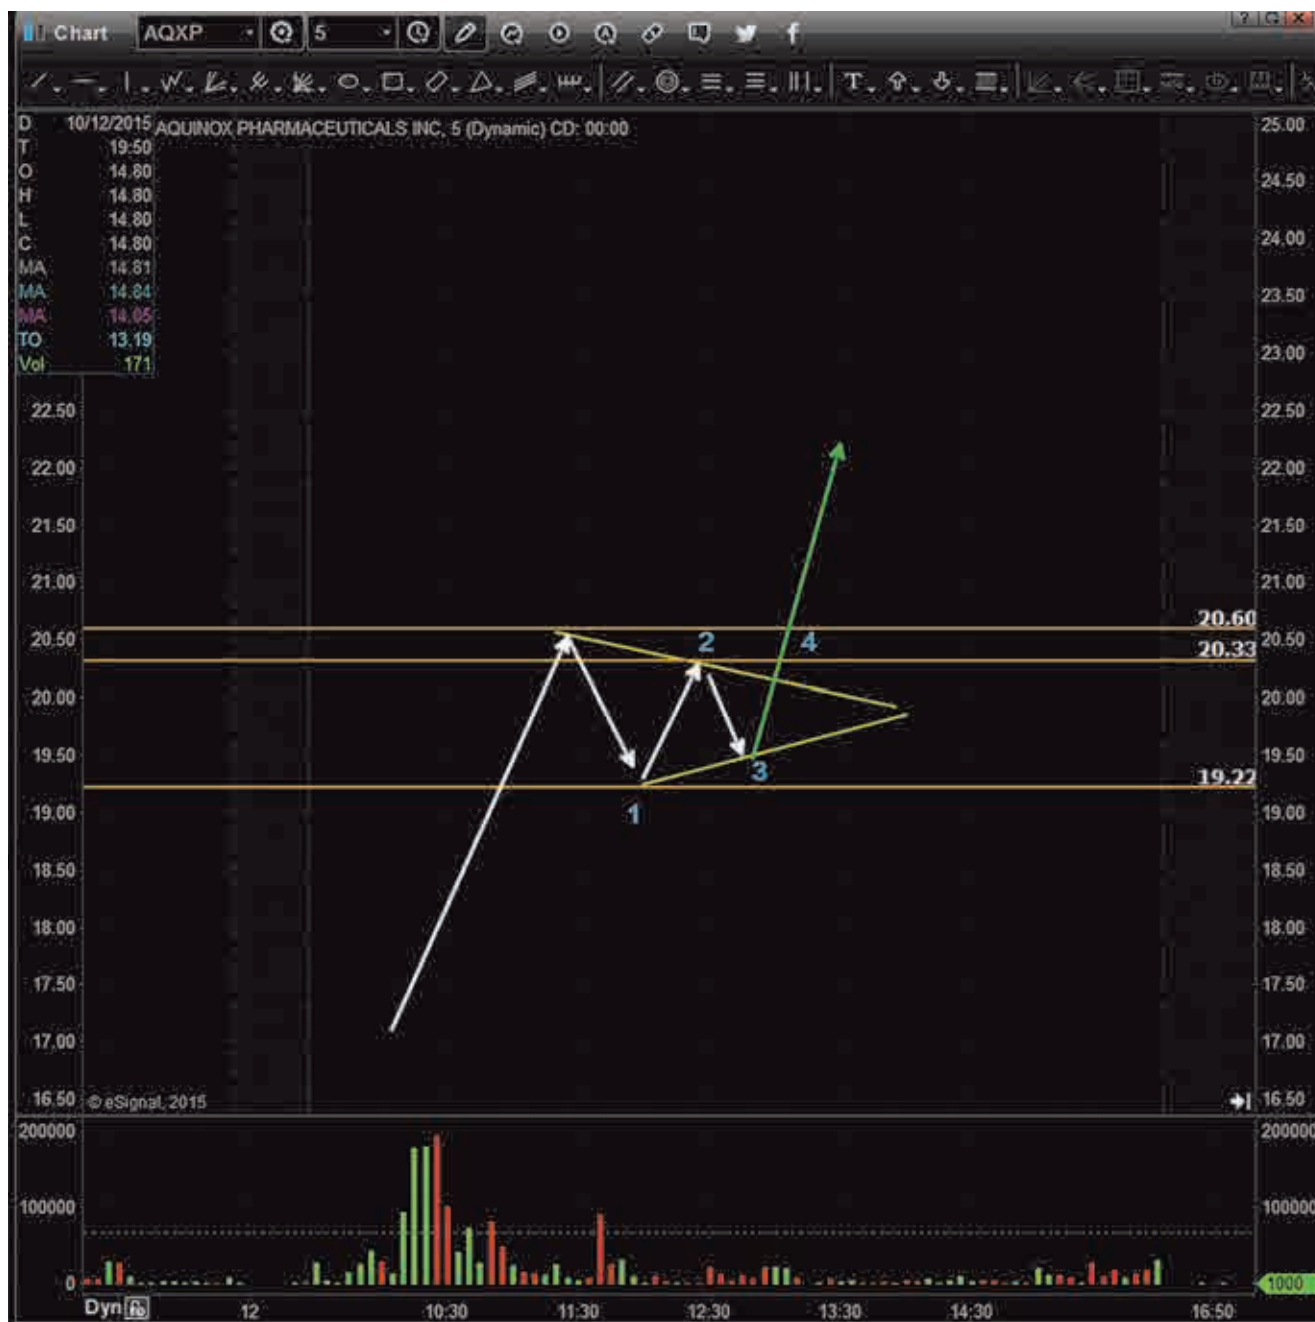 Chart AQXP 5
D 10/12/2015 AQUINOX PHARMACEUTICALS INC, 5 (Dynamic) CD: 00:00
T 19:50
O 14.80
H 14.80
L 14.80
C 14.80
MA 14.81
MA 14.84
MA 14.05
TO 13.19
Vol 171
25.00
24.50
24.00
23.50
23.00
22.50 22.50
22.00 22.00
21.50 21.50
21.00 21.00
20.60
20.50 2 4 20.50
20.33
20.00 20.00
19.50 19.50
3
19.22
19.00 1 19.00
18.50 18.50
18.00 18.00
17.50 17.50
17.00 17.00
16.50 © eSignal, 2015 16.50
200000 200000
100000 100000
0 1000
Dyn 12 10:30 11:30 12:30 13:30 14:30 16:50